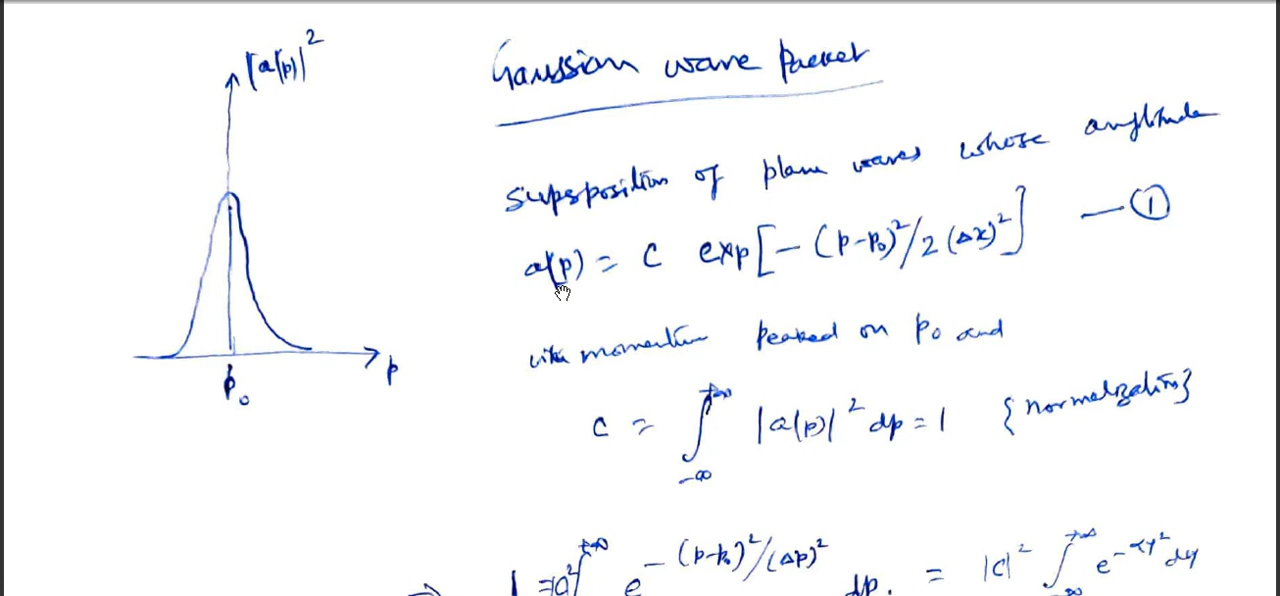 |a(p)|²
Gaussian wave Packet
Superposition of plane waves whose amplitude
a(p) = C exp[-(p-p₀)²/2(Δx)²] —①
with momentum peaked on p₀ and
p
p₀
C = ∫_{-∞}^{+∞} |a(p)|² dp = 1 {normalization}
⇒ 1 = |C|² ∫^{+∞} e^{-(p-p₀)²/(Δp)²} dp. = |C|² ∫_{-∞}^{+∞} e^{-αy²} dy